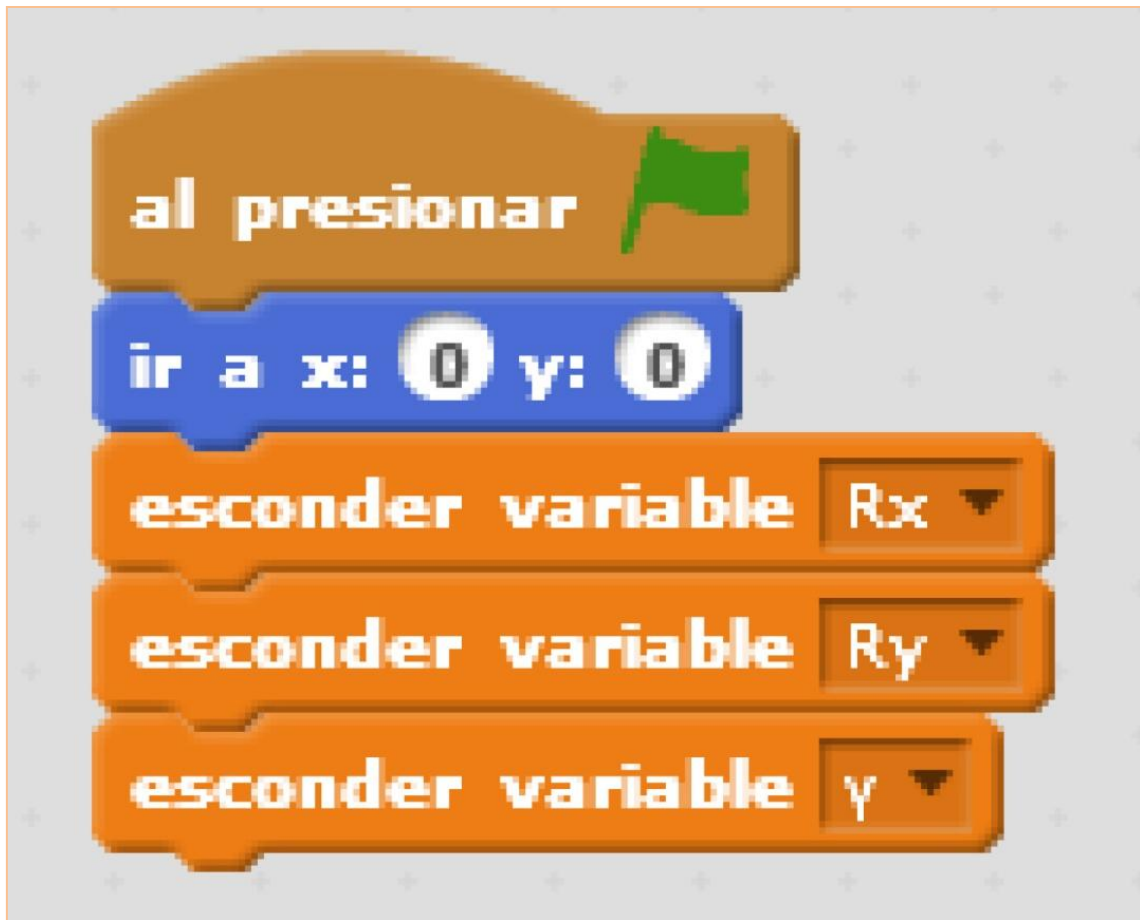 al presionar
ir a x: 0 y: 0
esconder variable Rx
esconder variable Ry
esconder variable y